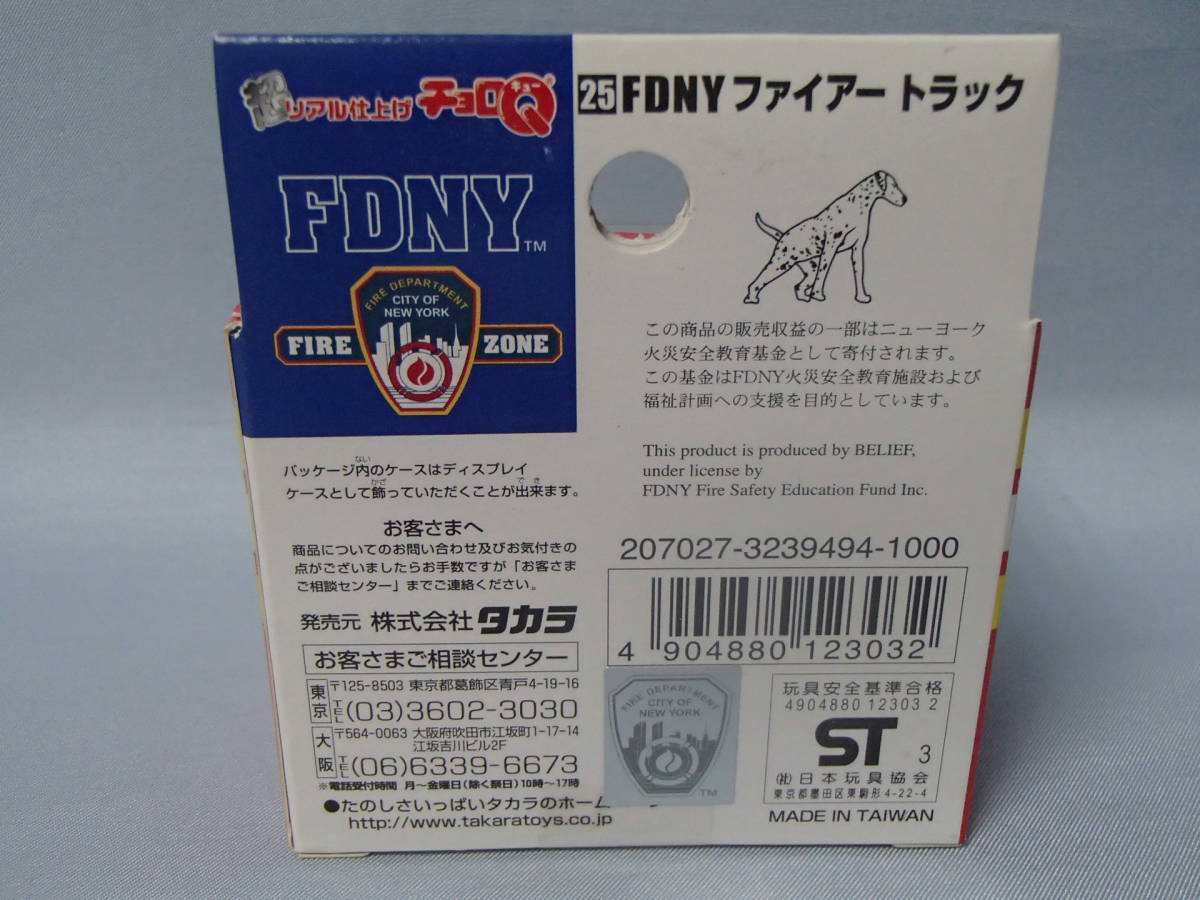 超リアル仕上げ チョロQ キュー ®
FDNY™
FIRE DEPARTMENT
CITY OF
NEW YORK
FIRE ZONE
パッケージ内のケースはディスプレイ
ケースとして飾っていただくことが出来ます。
お客さまへ
商品についてのお問い合わせ及びお気付きの
点がございましたらお手数ですが「お客さま
ご相談センター」までご連絡ください。
発売元 株式会社タカラ
お客さまご相談センター
東京 〒125-8503 東京都葛飾区青戸4-19-16
TEL (03)3602-3030
大阪 〒564-0063 大阪府吹田市江坂町1-17-14
江坂吉川ビル2F
TEL (06)6339-6673
※電話受付時間 月〜金曜日(除く祭日)10時〜17時
●たのしさいっぱいタカラのホーム
http://www.takaratoys.co.jp
25 FDNY ファイアー トラック
この商品の販売収益の一部はニューヨーク
火災安全教育基金として寄付されます。
この基金はFDNY火災安全教育施設および
福祉計画への支援を目的としています。
This product is produced by BELIEF,
under license by
FDNY Fire Safety Education Fund Inc.
207027-3239494-1000
4 904880 123032
FIRE DEPARTMENT
CITY OF
NEW YORK
TM
玩具安全基準合格
4904880 12303 2
ST 3
(社)日本玩具協会
東京都墨田区東駒形4-22-4
MADE IN TAIWAN